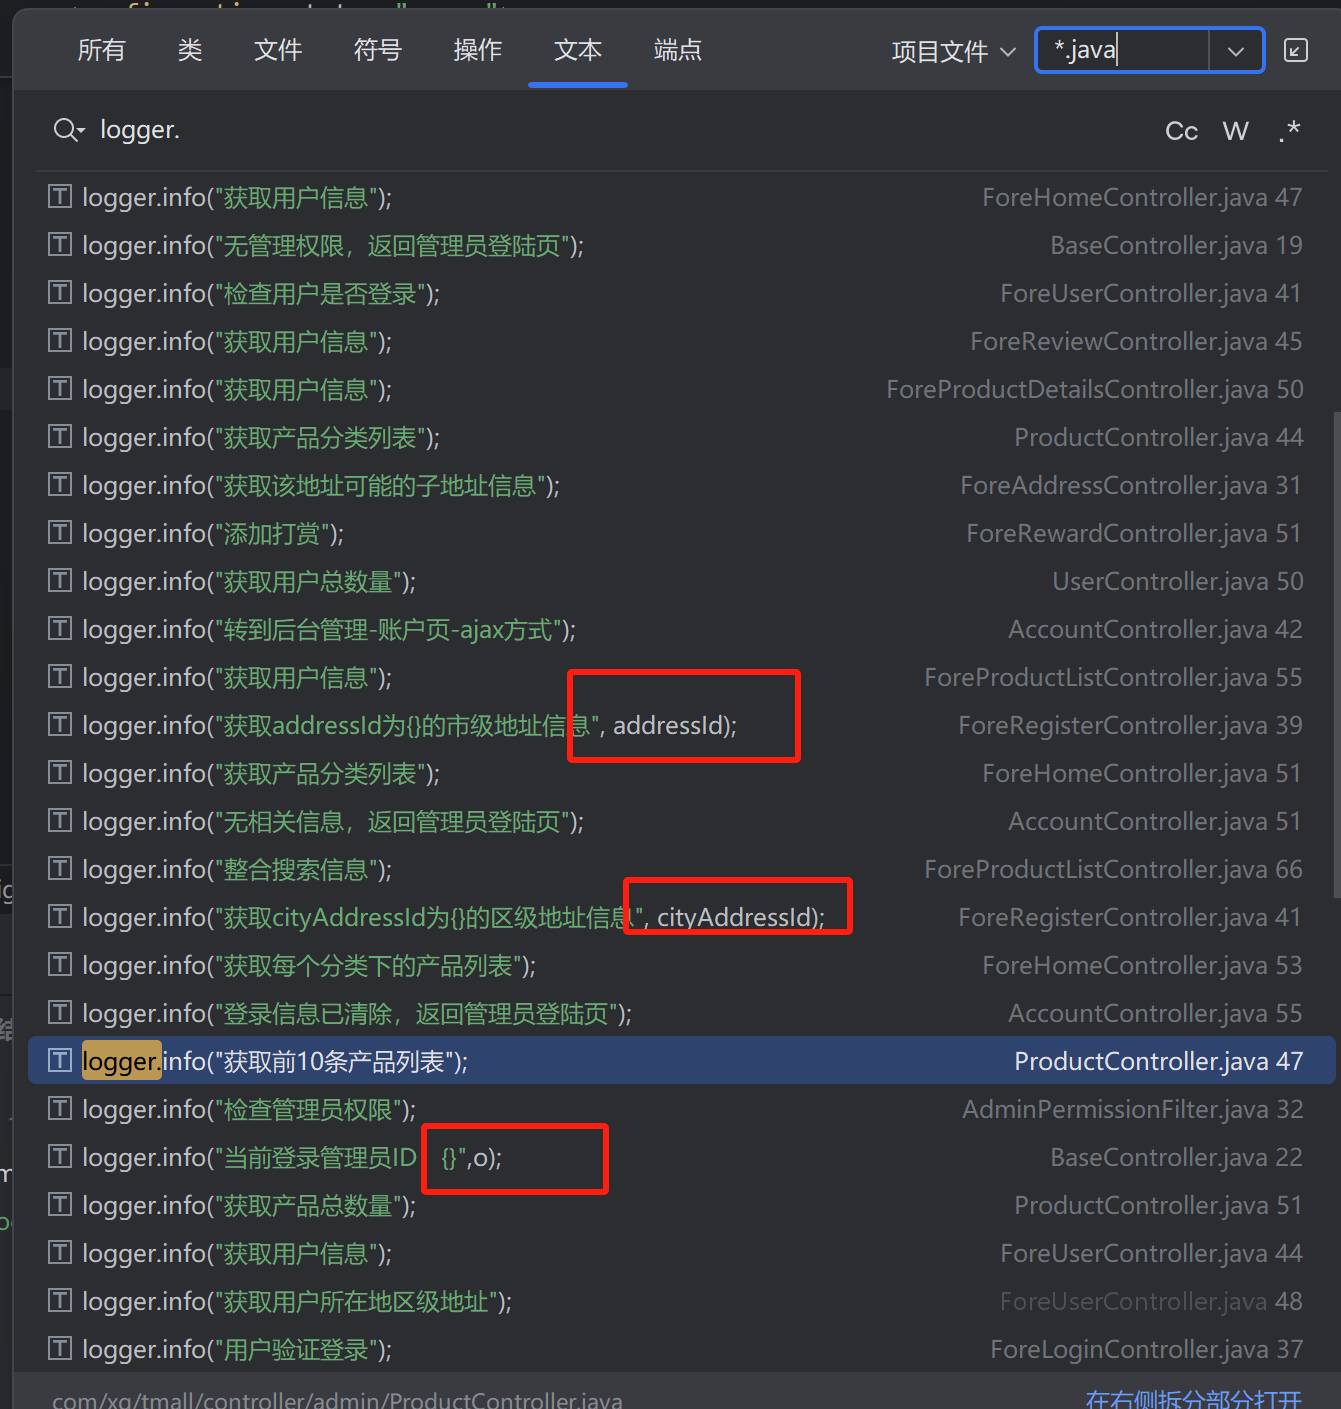 所有 类 文件 符号 操作 文本 端点 项目文件 *.java
logger. Cc W .*
logger.info("获取用户信息"); ForeHomeController.java 47
logger.info("无管理权限，返回管理员登陆页"); BaseController.java 19
logger.info("检查用户是否登录"); ForeUserController.java 41
logger.info("获取用户信息"); ForeReviewController.java 45
logger.info("获取用户信息"); ForeProductDetailsController.java 50
logger.info("获取产品分类列表"); ProductController.java 44
logger.info("获取该地址可能的子地址信息"); ForeAddressController.java 31
logger.info("添加打赏"); ForeRewardController.java 51
logger.info("获取用户总数量"); UserController.java 50
logger.info("转到后台管理-账户页-ajax方式"); AccountController.java 42
logger.info("获取用户信息"); ForeProductListController.java 55
logger.info("获取addressId为{}的市级地址信息", addressId); ForeRegisterController.java 39
logger.info("获取产品分类列表"); ForeHomeController.java 51
logger.info("无相关信息，返回管理员登陆页"); AccountController.java 51
logger.info("整合搜索信息"); ForeProductListController.java 66
logger.info("获取cityAddressId为{}的区级地址信息", cityAddressId); ForeRegisterController.java 41
logger.info("获取每个分类下的产品列表"); ForeHomeController.java 53
logger.info("登录信息已清除，返回管理员登陆页"); AccountController.java 55
logger.info("获取前10条产品列表"); ProductController.java 47
logger.info("检查管理员权限"); AdminPermissionFilter.java 32
logger.info("当前登录管理员ID {}",o); BaseController.java 22
logger.info("获取产品总数量"); ProductController.java 51
logger.info("获取用户信息"); ForeUserController.java 44
logger.info("获取用户所在地区级地址"); ForeUserController.java 48
logger.info("用户验证登录"); ForeLoginController.java 37
com/xq/tmall/controller/admin/ProductController.java 在右侧拆分部分打开